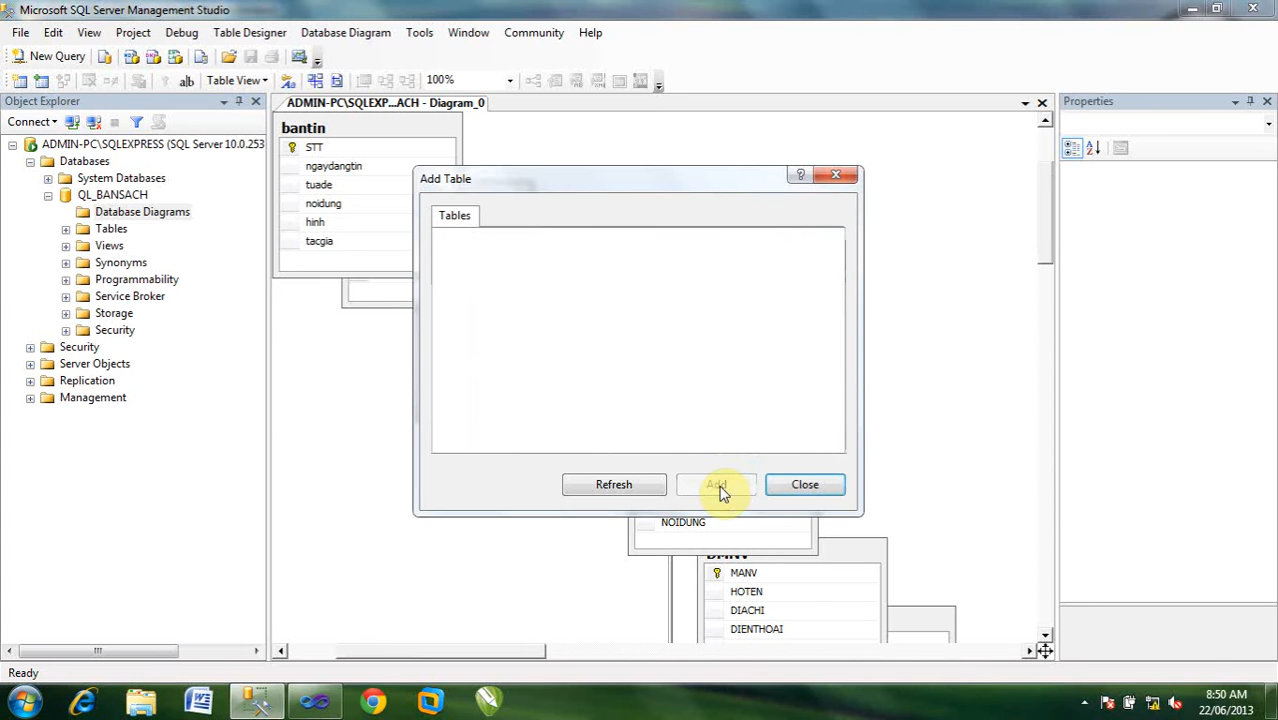 Microsoft SQL Server Management Studio
File Edit View Project Debug Table Designer Database Diagram Tools Window Community Help
New Query
Table View 100%
Object Explorer
Connect
ADMIN-PC\SQLEXPRESS (SQL Server 10.0.253
Databases
System Databases
QL_BANSACH
Database Diagrams
Tables
Views
Synonyms
Programmability
Service Broker
Storage
Security
Security
Server Objects
Replication
Management
ADMIN-PC\SQLEXP...ACH - Diagram_0
bantin
STT
ngaydangtin
tuade
noidung
hinh
tacgia
Add Table
Tables
Refresh Add Close
NOIDUNG
DMNV
MANV
HOTEN
DIACHI
DIENTHOAI
Properties
Ready
8:50 AM
22/06/2013